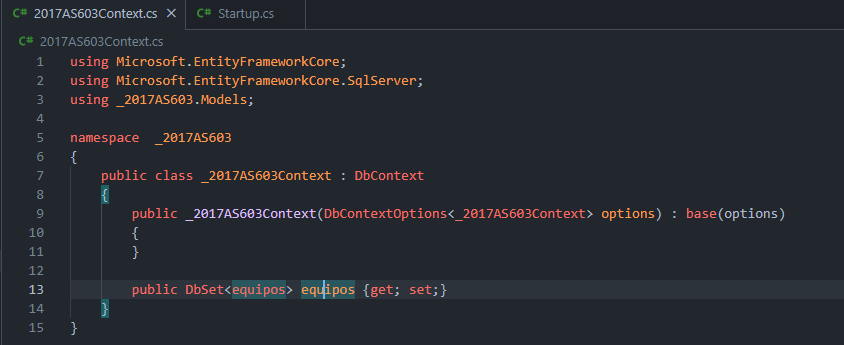 C# 2017AS603Context.cs × C# Startup.cs
C# 2017AS603Context.cs
1 using Microsoft.EntityFrameworkCore;
2 using Microsoft.EntityFrameworkCore.SqlServer;
3 using _2017AS603.Models;
4
5 namespace  _2017AS603
6 {
7     public class _2017AS603Context : DbContext
8     {
9         public _2017AS603Context(DbContextOptions<_2017AS603Context> options) : base(options)
10         {
11         }
12
13         public DbSet<equipos> equipos {get; set;}
14     }
15 }